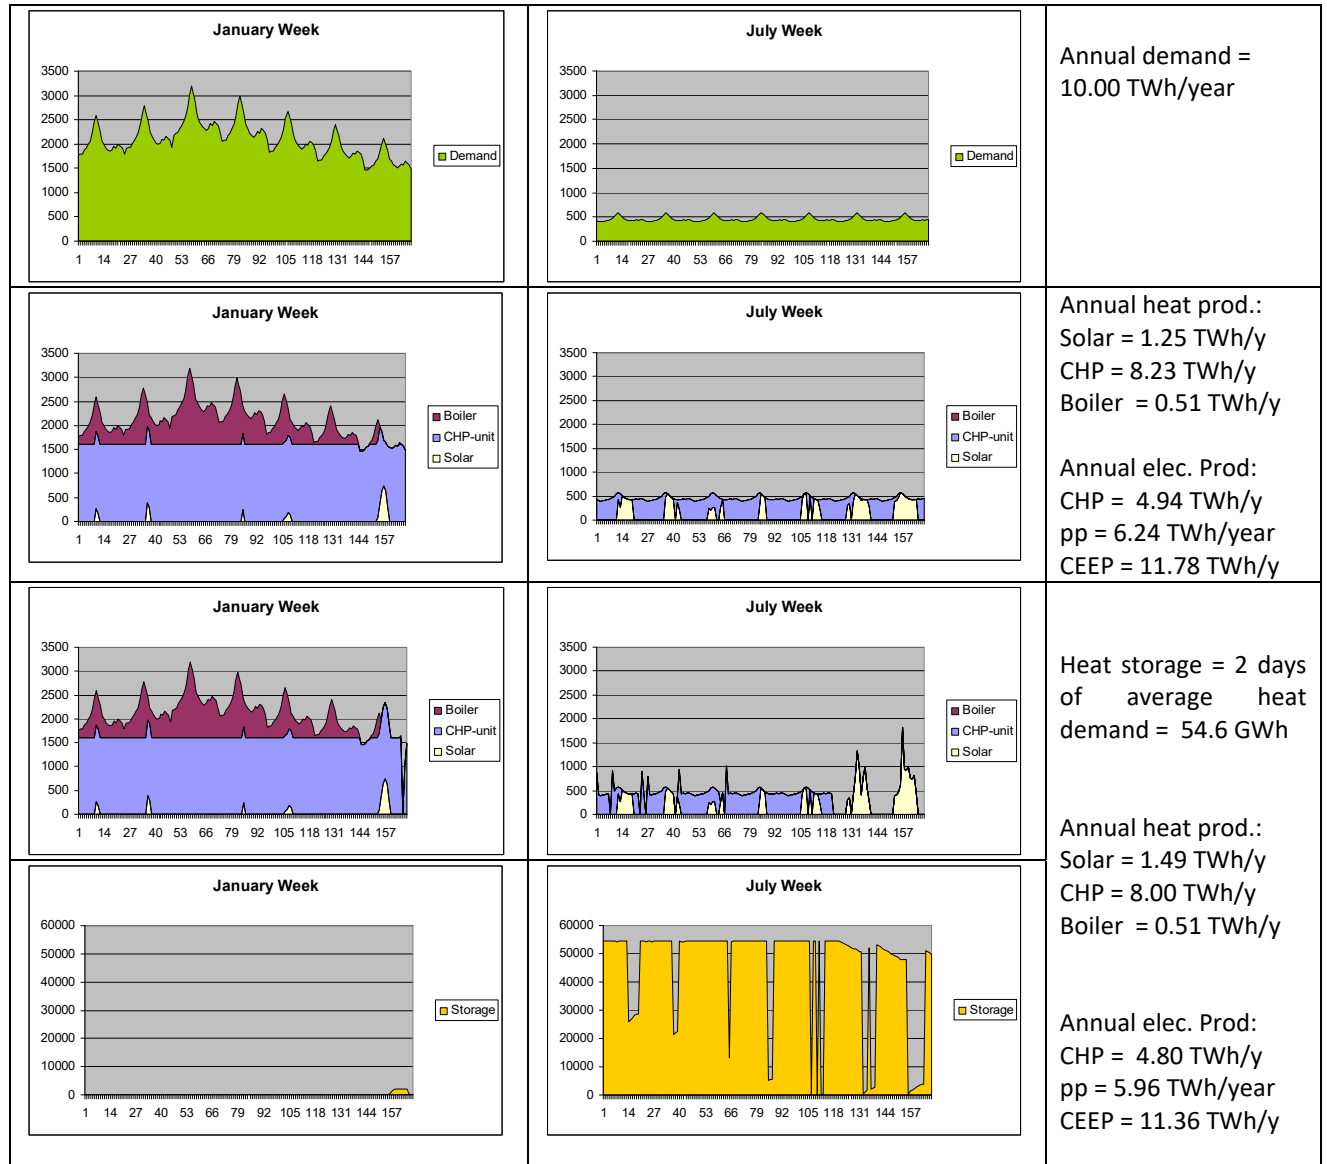 January Week
3500
3000
2500
2000
1500
1000
500
0
1 14 27 40 53 66 79 92 105 118 131 144 157
Demand
July Week
3500
3000
2500
2000
1500
1000
500
0
1 14 27 40 53 66 79 92 105 118 131 144 157
Demand
Annual demand =
10.00 TWh/year
January Week
3500
3000
2500
2000
1500
1000
500
0
1 14 27 40 53 66 79 92 105 118 131 144 157
Boiler
CHP-unit
Solar
July Week
3500
3000
2500
2000
1500
1000
500
0
1 14 27 40 53 66 79 92 105 118 131 144 157
Boiler
CHP-unit
Solar
Annual heat prod.:
Solar = 1.25 TWh/y
CHP = 8.23 TWh/y
Boiler = 0.51 TWh/y
Annual elec. Prod:
CHP = 4.94 TWh/y
pp = 6.24 TWh/year
CEEP = 11.78 TWh/y
January Week
3500
3000
2500
2000
1500
1000
500
0
1 14 27 40 53 66 79 92 105 118 131 144 157
Boiler
CHP-unit
Solar
July Week
3500
3000
2500
2000
1500
1000
500
0
1 14 27 40 53 66 79 92 105 118 131 144 157
Boiler
CHP-unit
Solar
January Week
60000
50000
40000
30000
20000
10000
0
1 14 27 40 53 66 79 92 105 118 131 144 157
Storage
July Week
60000
50000
40000
30000
20000
10000
0
1 14 27 40 53 66 79 92 105 118 131 144 157
Storage
Heat storage = 2 days
of average heat
demand = 54.6 GWh
Annual heat prod.:
Solar = 1.49 TWh/y
CHP = 8.00 TWh/y
Boiler = 0.51 TWh/y
Annual elec. Prod:
CHP = 4.80 TWh/y
pp = 5.96 TWh/year
CEEP = 11.36 TWh/y